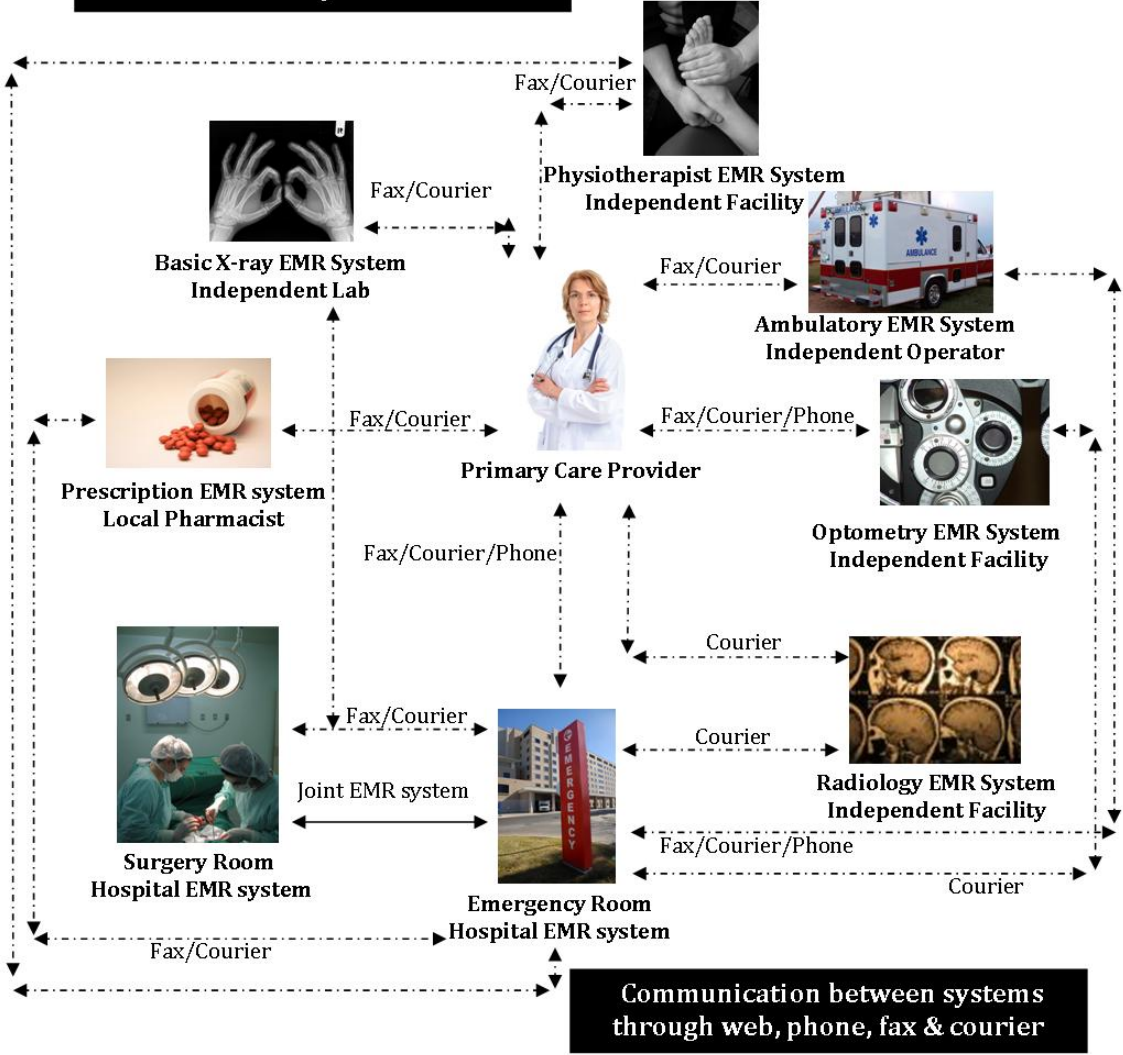 Fax/Courier
Physiotherapist EMR System
Independent Facility
Fax/Courier
Basic X-ray EMR System
Independent Lab
AMBULANCE
AMBULANCE
Fax/Courier
Ambulatory EMR System
Independent Operator
Fax/Courier
Fax/Courier/Phone
Primary Care Provider
Prescription EMR system
Local Pharmacist
Optometry EMR System
Independent Facility
Fax/Courier/Phone
Courier
Fax/Courier
Courier
EMERGENCY
Joint EMR system
Radiology EMR System
Independent Facility
Fax/Courier/Phone
Surgery Room
Hospital EMR system
Courier
Emergency Room
Hospital EMR system
Fax/Courier
Communication between systems
through web, phone, fax & courier